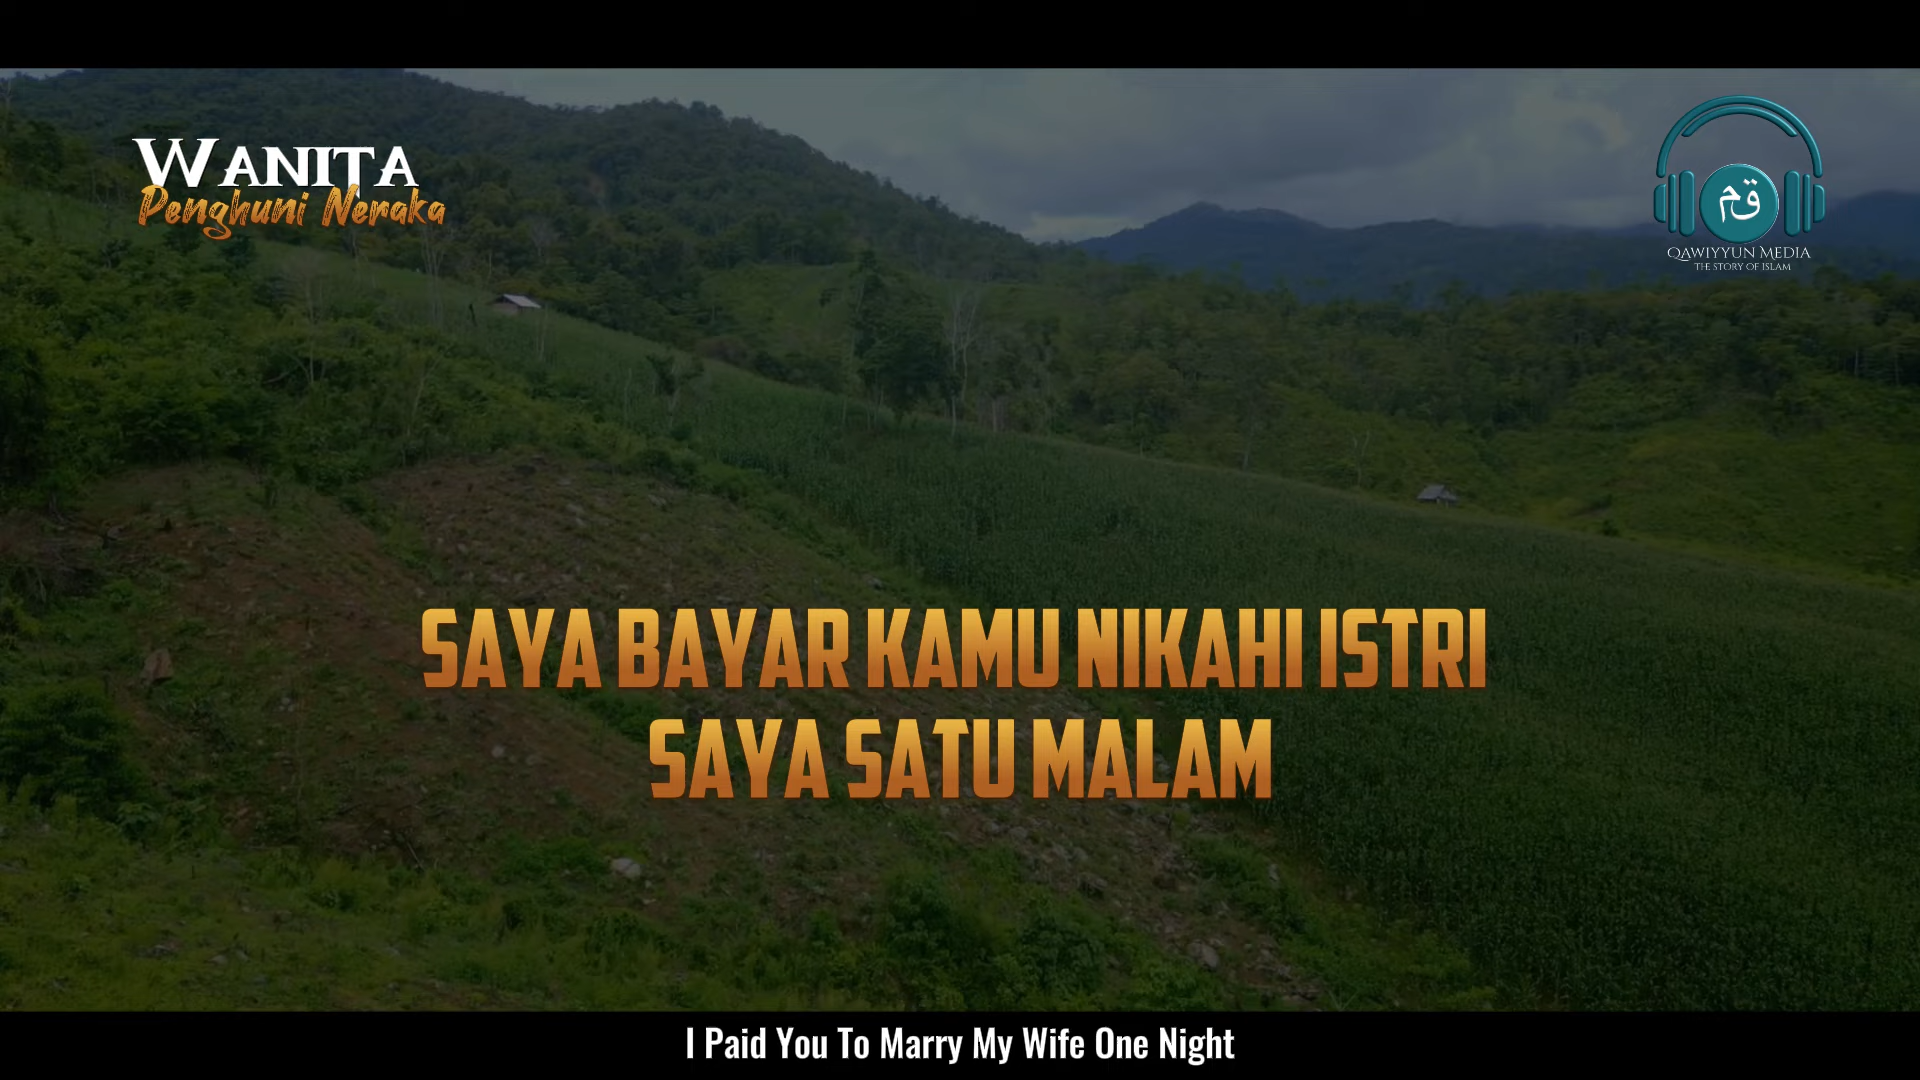 WANITA
Penghuni Neraka
قم
QAWIYYUN MEDIA
THE STORY OF ISLAM
SAYA BAYAR KAMU NIKAHI ISTRI
SAYA SATU MALAM
I Paid You To Marry My Wife One Night